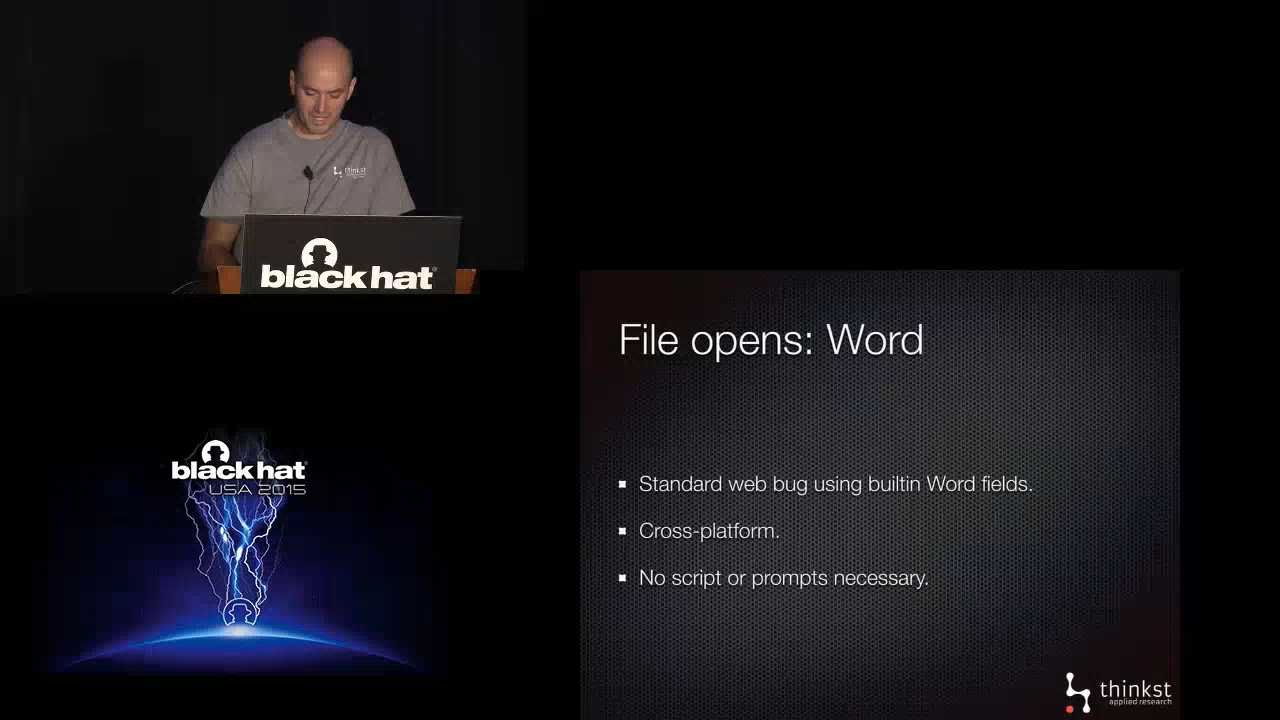 thinkst
black hat
File opens: Word
Standard web bug using builtin Word fields.
Cross-platform.
No script or prompts necessary.
black hat
USA 2015
thinkst
applied research